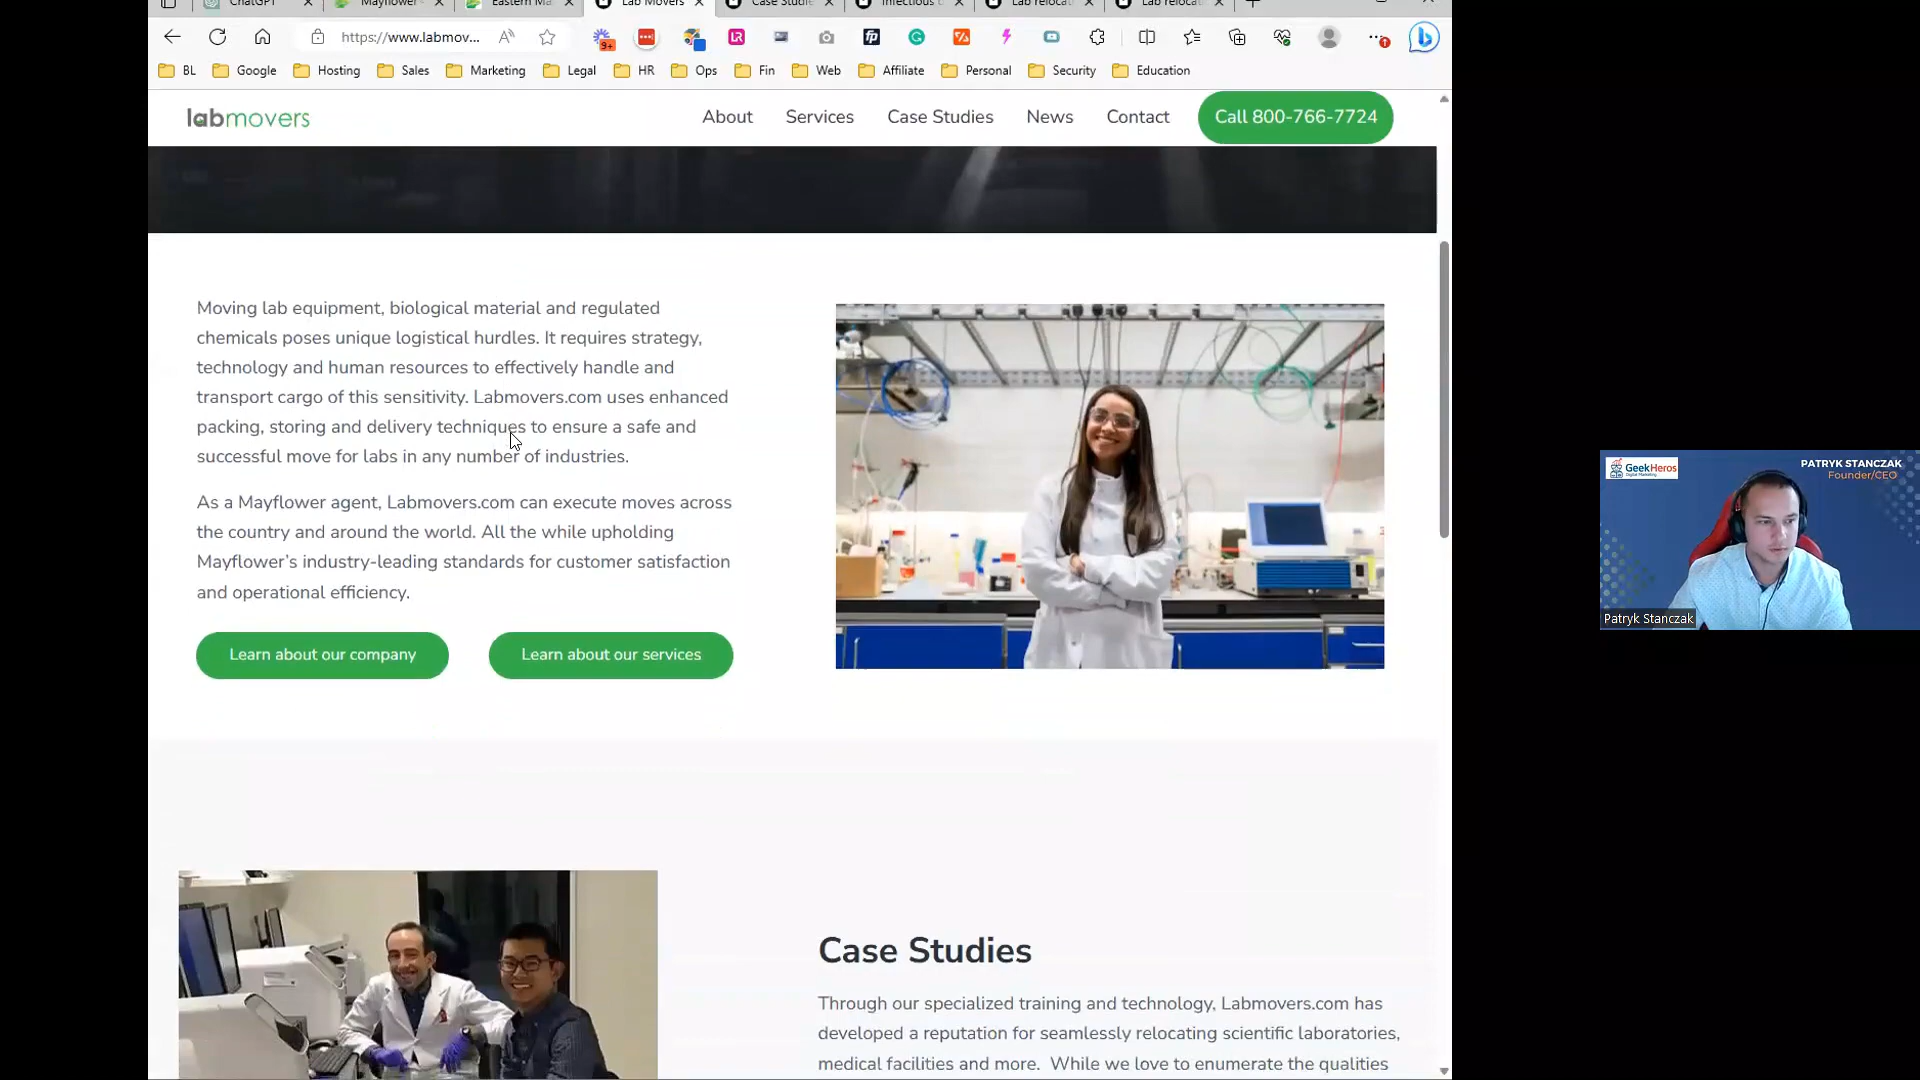 ChatGPT
Mayflower
Eastern Ma
Lab Movers
Case Studie
Infectious
Lab reloca
Lab reloca
https://www.labmov...
9+
BL
Google
Hosting
Sales
Marketing
Legal
HR
Ops
Fin
Web
Affiliate
Personal
Security
Education
labmovers
About
Services
Case Studies
News
Contact
Call 800-766-7724
Moving lab equipment, biological material and regulated
chemicals poses unique logistical hurdles. It requires strategy,
technology and human resources to effectively handle and
transport cargo of this sensitivity. Labmovers.com uses enhanced
packing, storing and delivery techniques to ensure a safe and
successful move for labs in any number of industries.
As a Mayflower agent, Labmovers.com can execute moves across
the country and around the world. All the while upholding
Mayflower’s industry-leading standards for customer satisfaction
and operational efficiency.
Learn about our company
Learn about our services
Case Studies
Through our specialized training and technology, Labmovers.com has
developed a reputation for seamlessly relocating scientific laboratories,
medical facilities and more. While we love to enumerate the qualities
GeekHeros
Digital Marketing
PATRYK STANCZAK
Founder/CEO
Patryk Stanczak